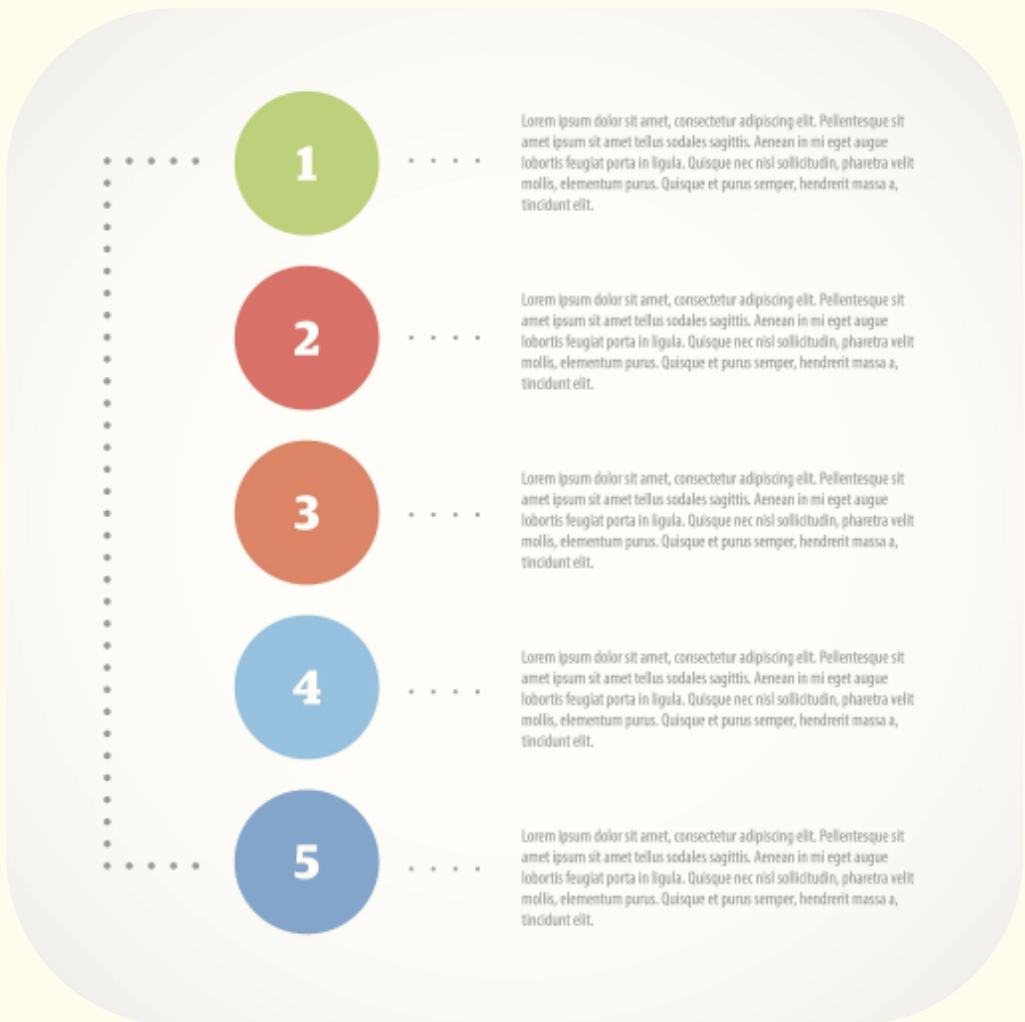 1
Lorem ipsum dolor sit amet, consectetur adipiscing elit. Pellentesque sit
amet ipsum sit amet tellus sodales sagittis. Aenean in mi eget augue
lobortis feugiat porta in ligula. Quisque nec nisl sollicitudin, pharetra velit
mollis, elementum purus. Quisque et purus semper, hendrerit massa a,
tincidunt elit.
2
Lorem ipsum dolor sit amet, consectetur adipiscing elit. Pellentesque sit
amet ipsum sit amet tellus sodales sagittis. Aenean in mi eget augue
lobortis feugiat porta in ligula. Quisque nec nisl sollicitudin, pharetra velit
mollis, elementum purus. Quisque et purus semper, hendrerit massa a,
tincidunt elit.
3
Lorem ipsum dolor sit amet, consectetur adipiscing elit. Pellentesque sit
amet ipsum sit amet tellus sodales sagittis. Aenean in mi eget augue
lobortis feugiat porta in ligula. Quisque nec nisl sollicitudin, pharetra velit
mollis, elementum purus. Quisque et purus semper, hendrerit massa a,
tincidunt elit.
4
Lorem ipsum dolor sit amet, consectetur adipiscing elit. Pellentesque sit
amet ipsum sit amet tellus sodales sagittis. Aenean in mi eget augue
lobortis feugiat porta in ligula. Quisque nec nisl sollicitudin, pharetra velit
mollis, elementum purus. Quisque et purus semper, hendrerit massa a,
tincidunt elit.
5
Lorem ipsum dolor sit amet, consectetur adipiscing elit. Pellentesque sit
amet ipsum sit amet tellus sodales sagittis. Aenean in mi eget augue
lobortis feugiat porta in ligula. Quisque nec nisl sollicitudin, pharetra velit
mollis, elementum purus. Quisque et purus semper, hendrerit massa a,
tincidunt elit.